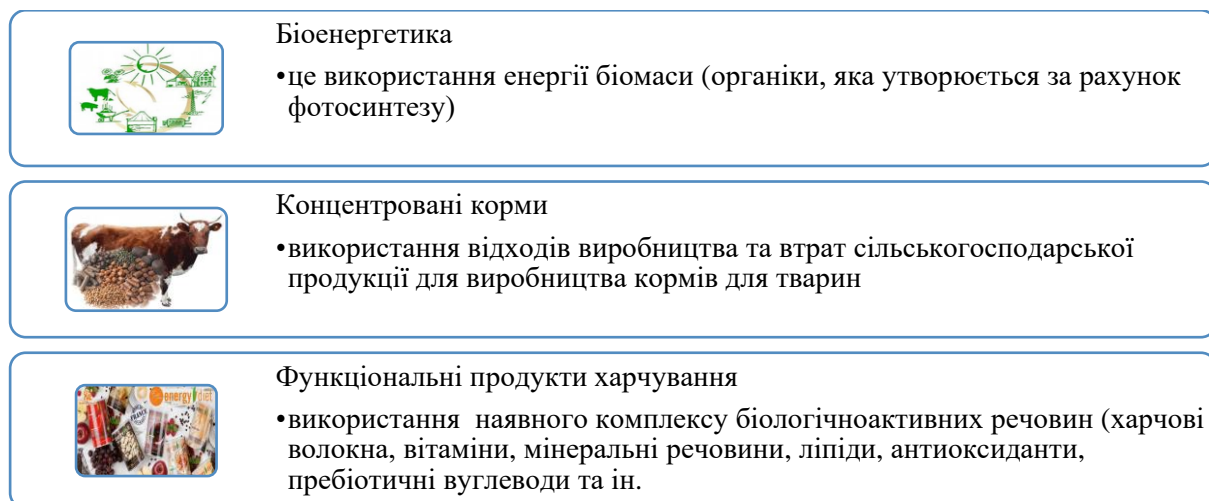 Біоенергетика
•це використання енергії біомаси (органіки, яка утворюється за рахунок
фотосинтезу)
Концентровані корми
•використання відходів виробництва та втрат сільськогосподарської
продукції для виробництва кормів для тварин
energy diet
Функціональні продукти харчування
•використання наявного комплексу біологічноактивних речовин (харчові
волокна, вітаміни, мінеральні речовини, ліпіди, антиоксиданти,
пребіотичні вуглеводи та ін.